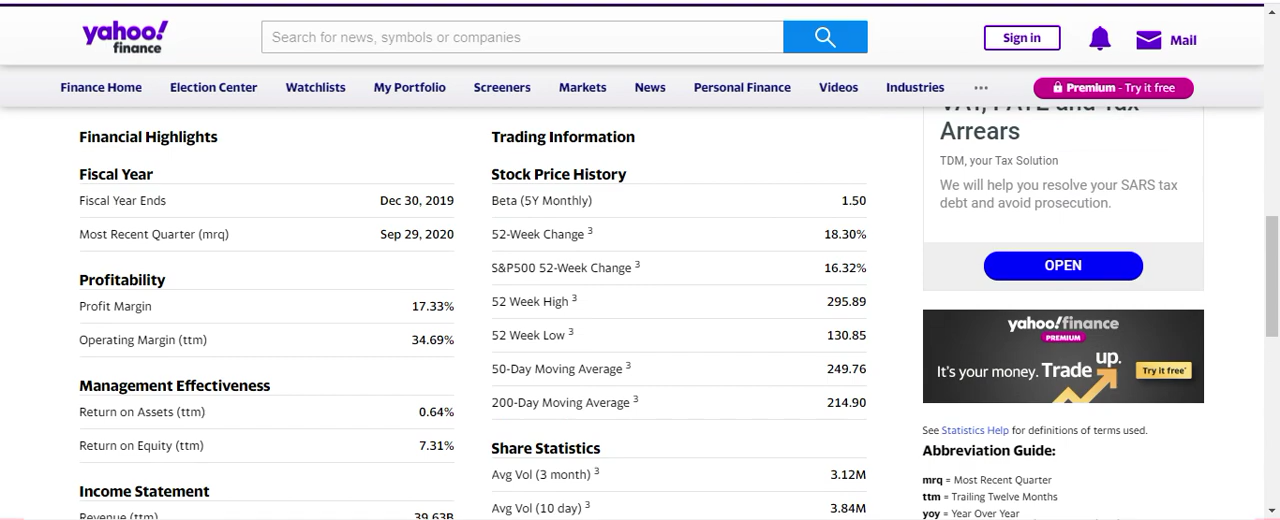 yahoo!
finance
Search for news, symbols or companies
Sign in
Mail
Finance Home Election Center Watchlists My Portfolio Screeners Markets News Personal Finance Videos Industries ... Premium - Try it free
Financial Highlights
Fiscal Year
Fiscal Year Ends Dec 30, 2019
Most Recent Quarter (mrq) Sep 29, 2020
Profitability
Profit Margin 17.33%
Operating Margin (ttm) 34.69%
Management Effectiveness
Return on Assets (ttm) 0.64%
Return on Equity (ttm) 7.31%
Income Statement
Revenue (ttm) 39.63B
Trading Information
Stock Price History
Beta (5Y Monthly) 1.50
52-Week Change 3 18.30%
S&P500 52-Week Change 3 16.32%
52 Week High 3 295.89
52 Week Low 3 130.85
50-Day Moving Average 3 249.76
200-Day Moving Average 3 214.90
Share Statistics
Avg Vol (3 month) 3 3.12M
Avg Vol (10 day) 3 3.84M
and Tax
Arrears
TDM, your Tax Solution
We will help you resolve your SARS tax
debt and avoid prosecution.
OPEN
yahoo!finance
PREMIUM
It's your money. Trade up.
Try it free*
See Statistics Help for definitions of terms used.
Abbreviation Guide:
mrq = Most Recent Quarter
ttm = Trailing Twelve Months
yoy = Year Over Year